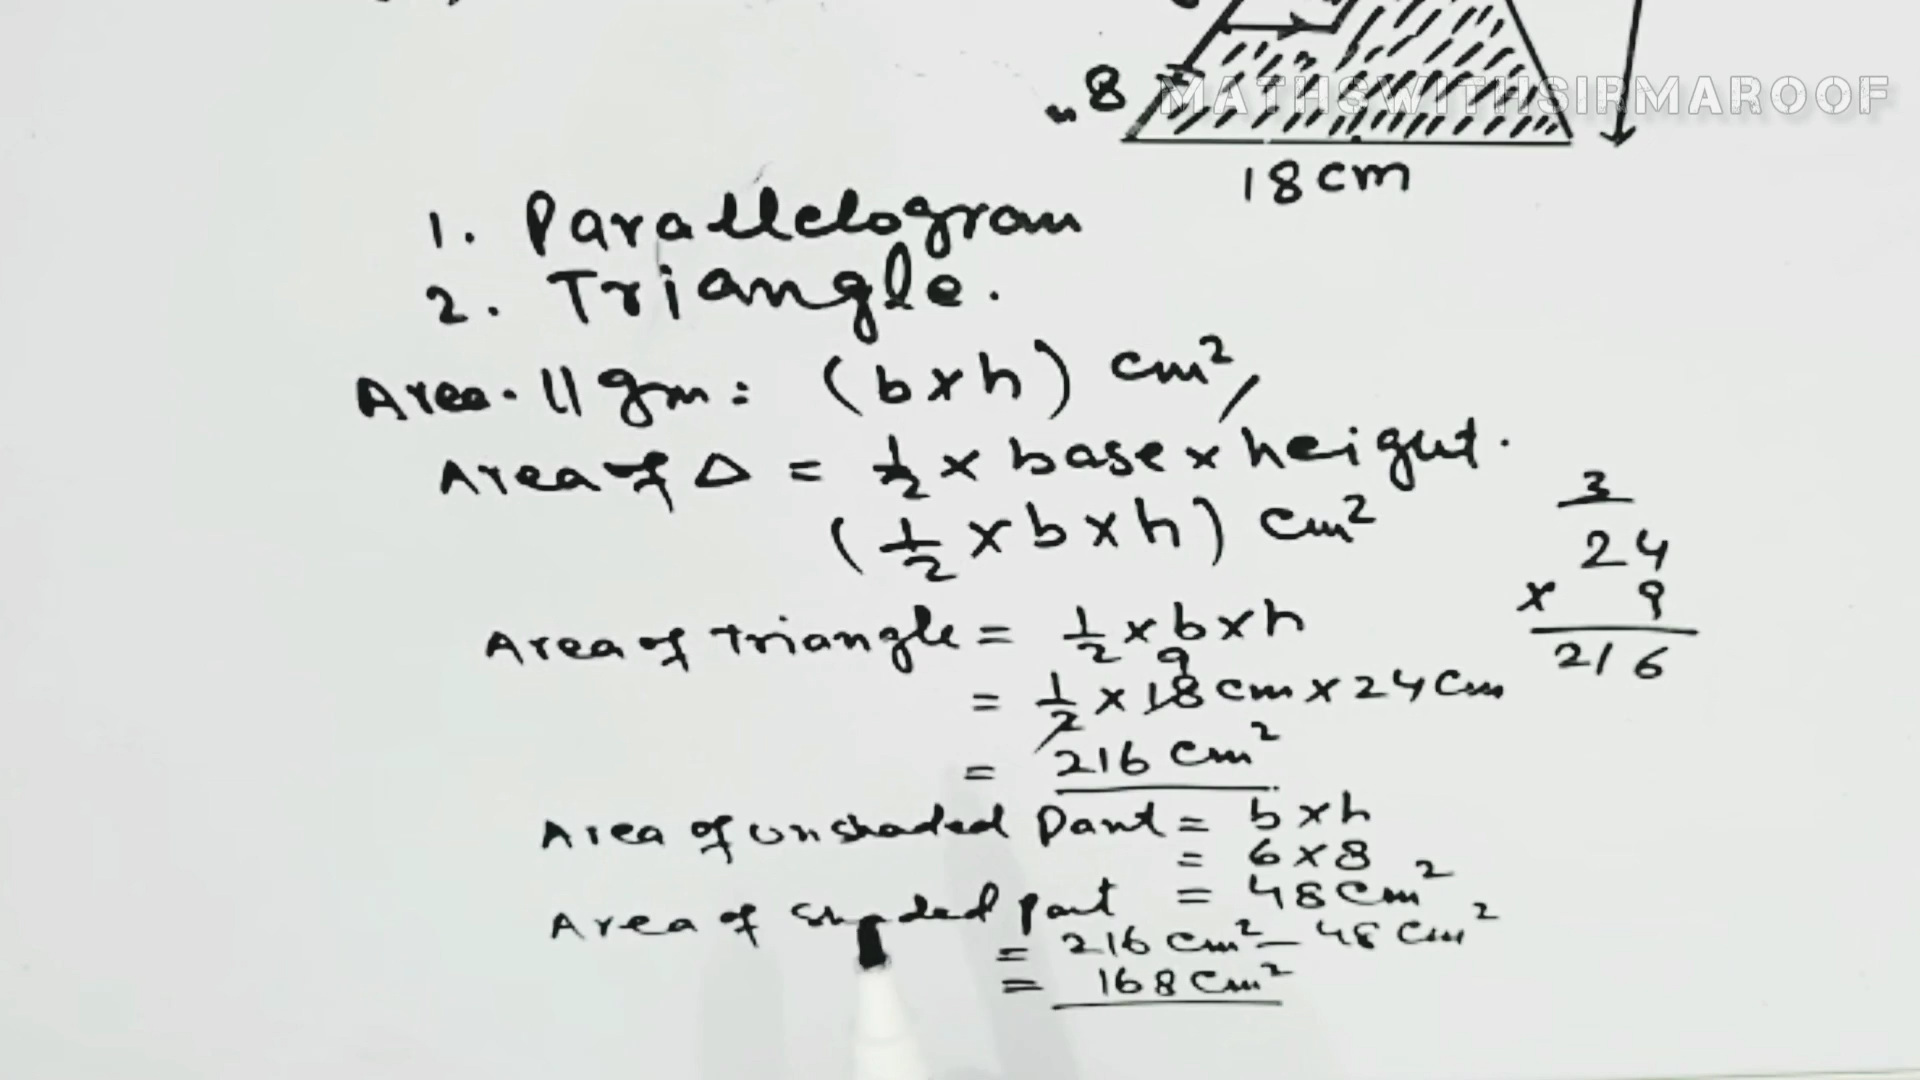 8
MATHSWITHSIRMAROOF
18 cm
1. Parallelogram
2. Triangle.
Area. ||gm = (b x h) cm²,
Area of Δ = 1/2 x base x height.
(1/2 x b x h) cm²
3
24
x 9
216
Area of Triangle = 1/2 x b x h
9
= 1/2 x 18 cm x 24 cm
= 216 cm²
Area of unshaded Part = b x h
= 6 x 8
= 48 cm²
Area of shaded part
= 216 cm² - 48 cm²
= 168 cm²